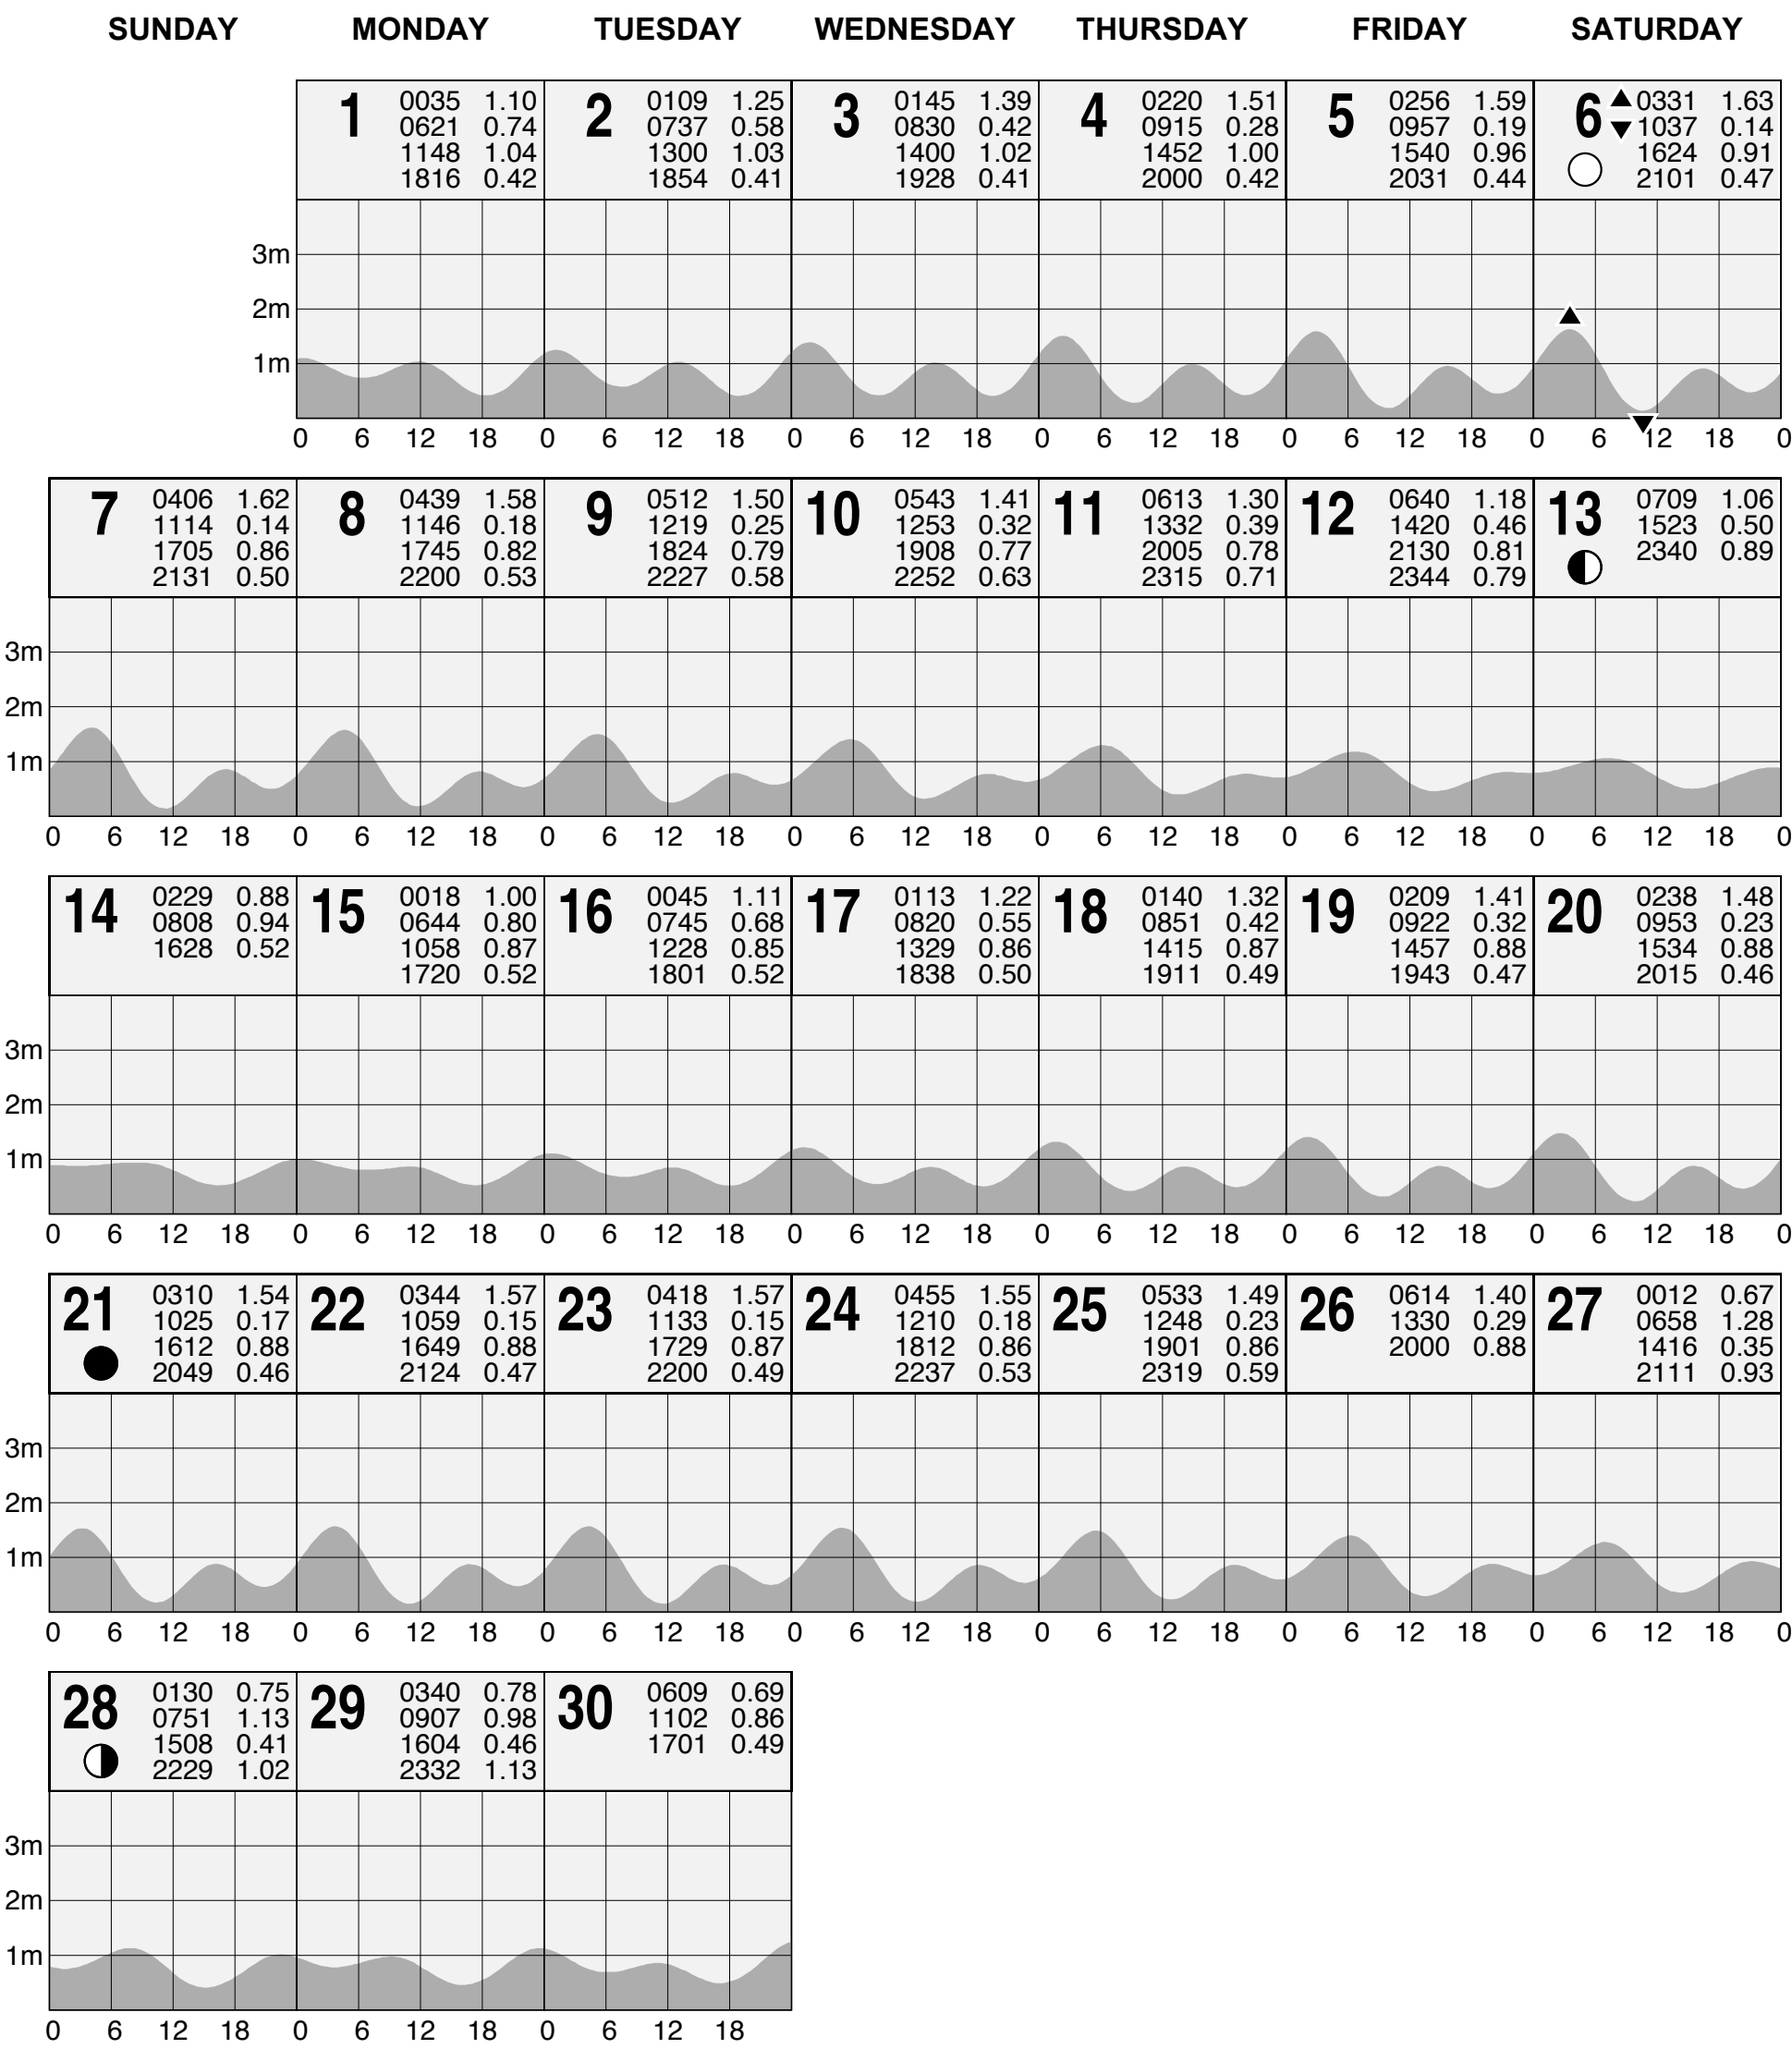 SUNDAY MONDAY TUESDAY WEDNESDAY THURSDAY FRIDAY SATURDAY
1 0035 1.10
0621 0.74
1148 1.04
1816 0.42
2 0109 1.25
0737 0.58
1300 1.03
1854 0.41
3 0145 1.39
0830 0.42
1400 1.02
1928 0.41
4 0220 1.51
0915 0.28
1452 1.00
2000 0.42
5 0256 1.59
0957 0.19
1540 0.96
2031 0.44
6 0331 1.63
1037 0.14
1624 0.91
2101 0.47
3m
2m
1m
0 6 12 18 0 6 12 18 0 6 12 18 0 6 12 18 0 6 12 18 0 6 12 18 0
7 0406 1.62
1114 0.14
1705 0.86
2131 0.50
8 0439 1.58
1146 0.18
1745 0.82
2200 0.53
9 0512 1.50
1219 0.25
1824 0.79
2227 0.58
10 0543 1.41
1253 0.32
1908 0.77
2252 0.63
11 0613 1.30
1332 0.39
2005 0.78
2315 0.71
12 0640 1.18
1420 0.46
2130 0.81
2344 0.79
13 0709 1.06
1523 0.50
2340 0.89
3m
2m
1m
0 6 12 18 0 6 12 18 0 6 12 18 0 6 12 18 0 6 12 18 0 6 12 18 0 6 12 18 0
14 0229 0.88
0808 0.94
1628 0.52
15 0018 1.00
0644 0.80
1058 0.87
1720 0.52
16 0045 1.11
0745 0.68
1228 0.85
1801 0.52
17 0113 1.22
0820 0.55
1329 0.86
1838 0.50
18 0140 1.32
0851 0.42
1415 0.87
1911 0.49
19 0209 1.41
0922 0.32
1457 0.88
1943 0.47
20 0238 1.48
0953 0.23
1534 0.88
2015 0.46
3m
2m
1m
0 6 12 18 0 6 12 18 0 6 12 18 0 6 12 18 0 6 12 18 0 6 12 18 0 6 12 18 0
21 0310 1.54
1025 0.17
1612 0.88
2049 0.46
22 0344 1.57
1059 0.15
1649 0.88
2124 0.47
23 0418 1.57
1133 0.15
1729 0.87
2200 0.49
24 0455 1.55
1210 0.18
1812 0.86
2237 0.53
25 0533 1.49
1248 0.23
1901 0.86
2319 0.59
26 0614 1.40
1330 0.29
2000 0.88
27 0012 0.67
0658 1.28
1416 0.35
2111 0.93
3m
2m
1m
0 6 12 18 0 6 12 18 0 6 12 18 0 6 12 18 0 6 12 18 0 6 12 18 0 6 12 18 0
28 0130 0.75
0751 1.13
1508 0.41
2229 1.02
29 0340 0.78
0907 0.98
1604 0.46
2332 1.13
30 0609 0.69
1102 0.86
1701 0.49
3m
2m
1m
0 6 12 18 0 6 12 18 0 6 12 18